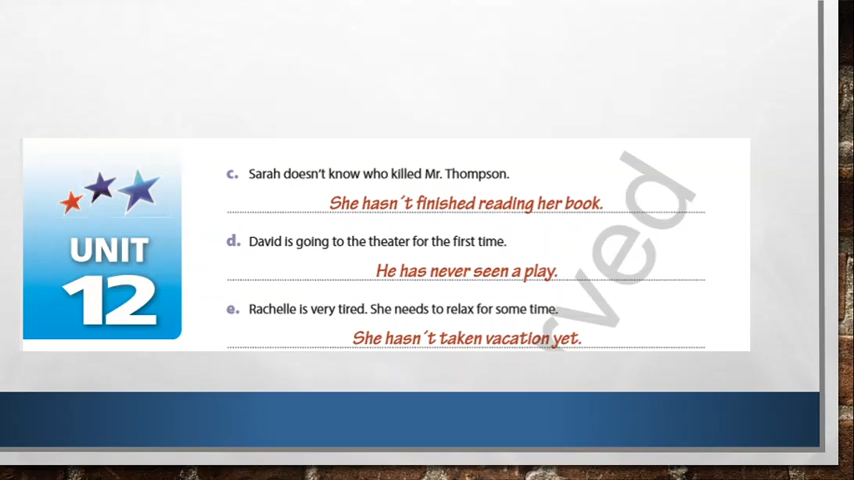 UNIT
12
c. Sarah doesn't know who killed Mr. Thompson.
She hasn´t finished reading her book.
d. David is going to the theater for the first time.
He has never seen a play.
e. Rachelle is very tired. She needs to relax for some time.
She hasn´t taken vacation yet.
rved